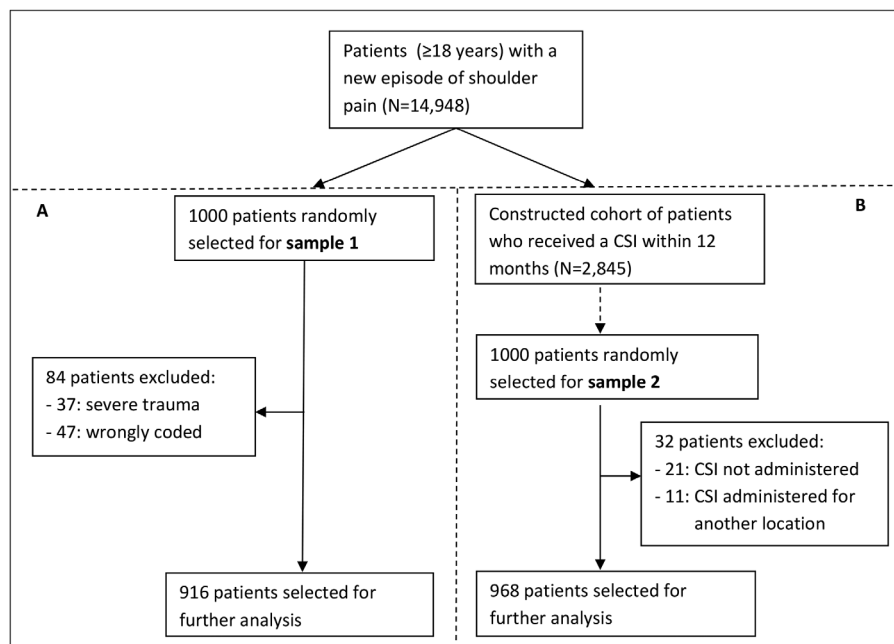 Patients (≥18 years) with a
new episode of shoulder
pain (N=14,948)
A
1000 patients randomly
selected for sample 1
84 patients excluded:
- 37: severe trauma
- 47: wrongly coded
916 patients selected for
further analysis
B
Constructed cohort of patients
who received a CSI within 12
months (N=2,845)
1000 patients randomly
selected for sample 2
32 patients excluded:
- 21: CSI not administered
- 11: CSI administered for
another location
968 patients selected for
further analysis